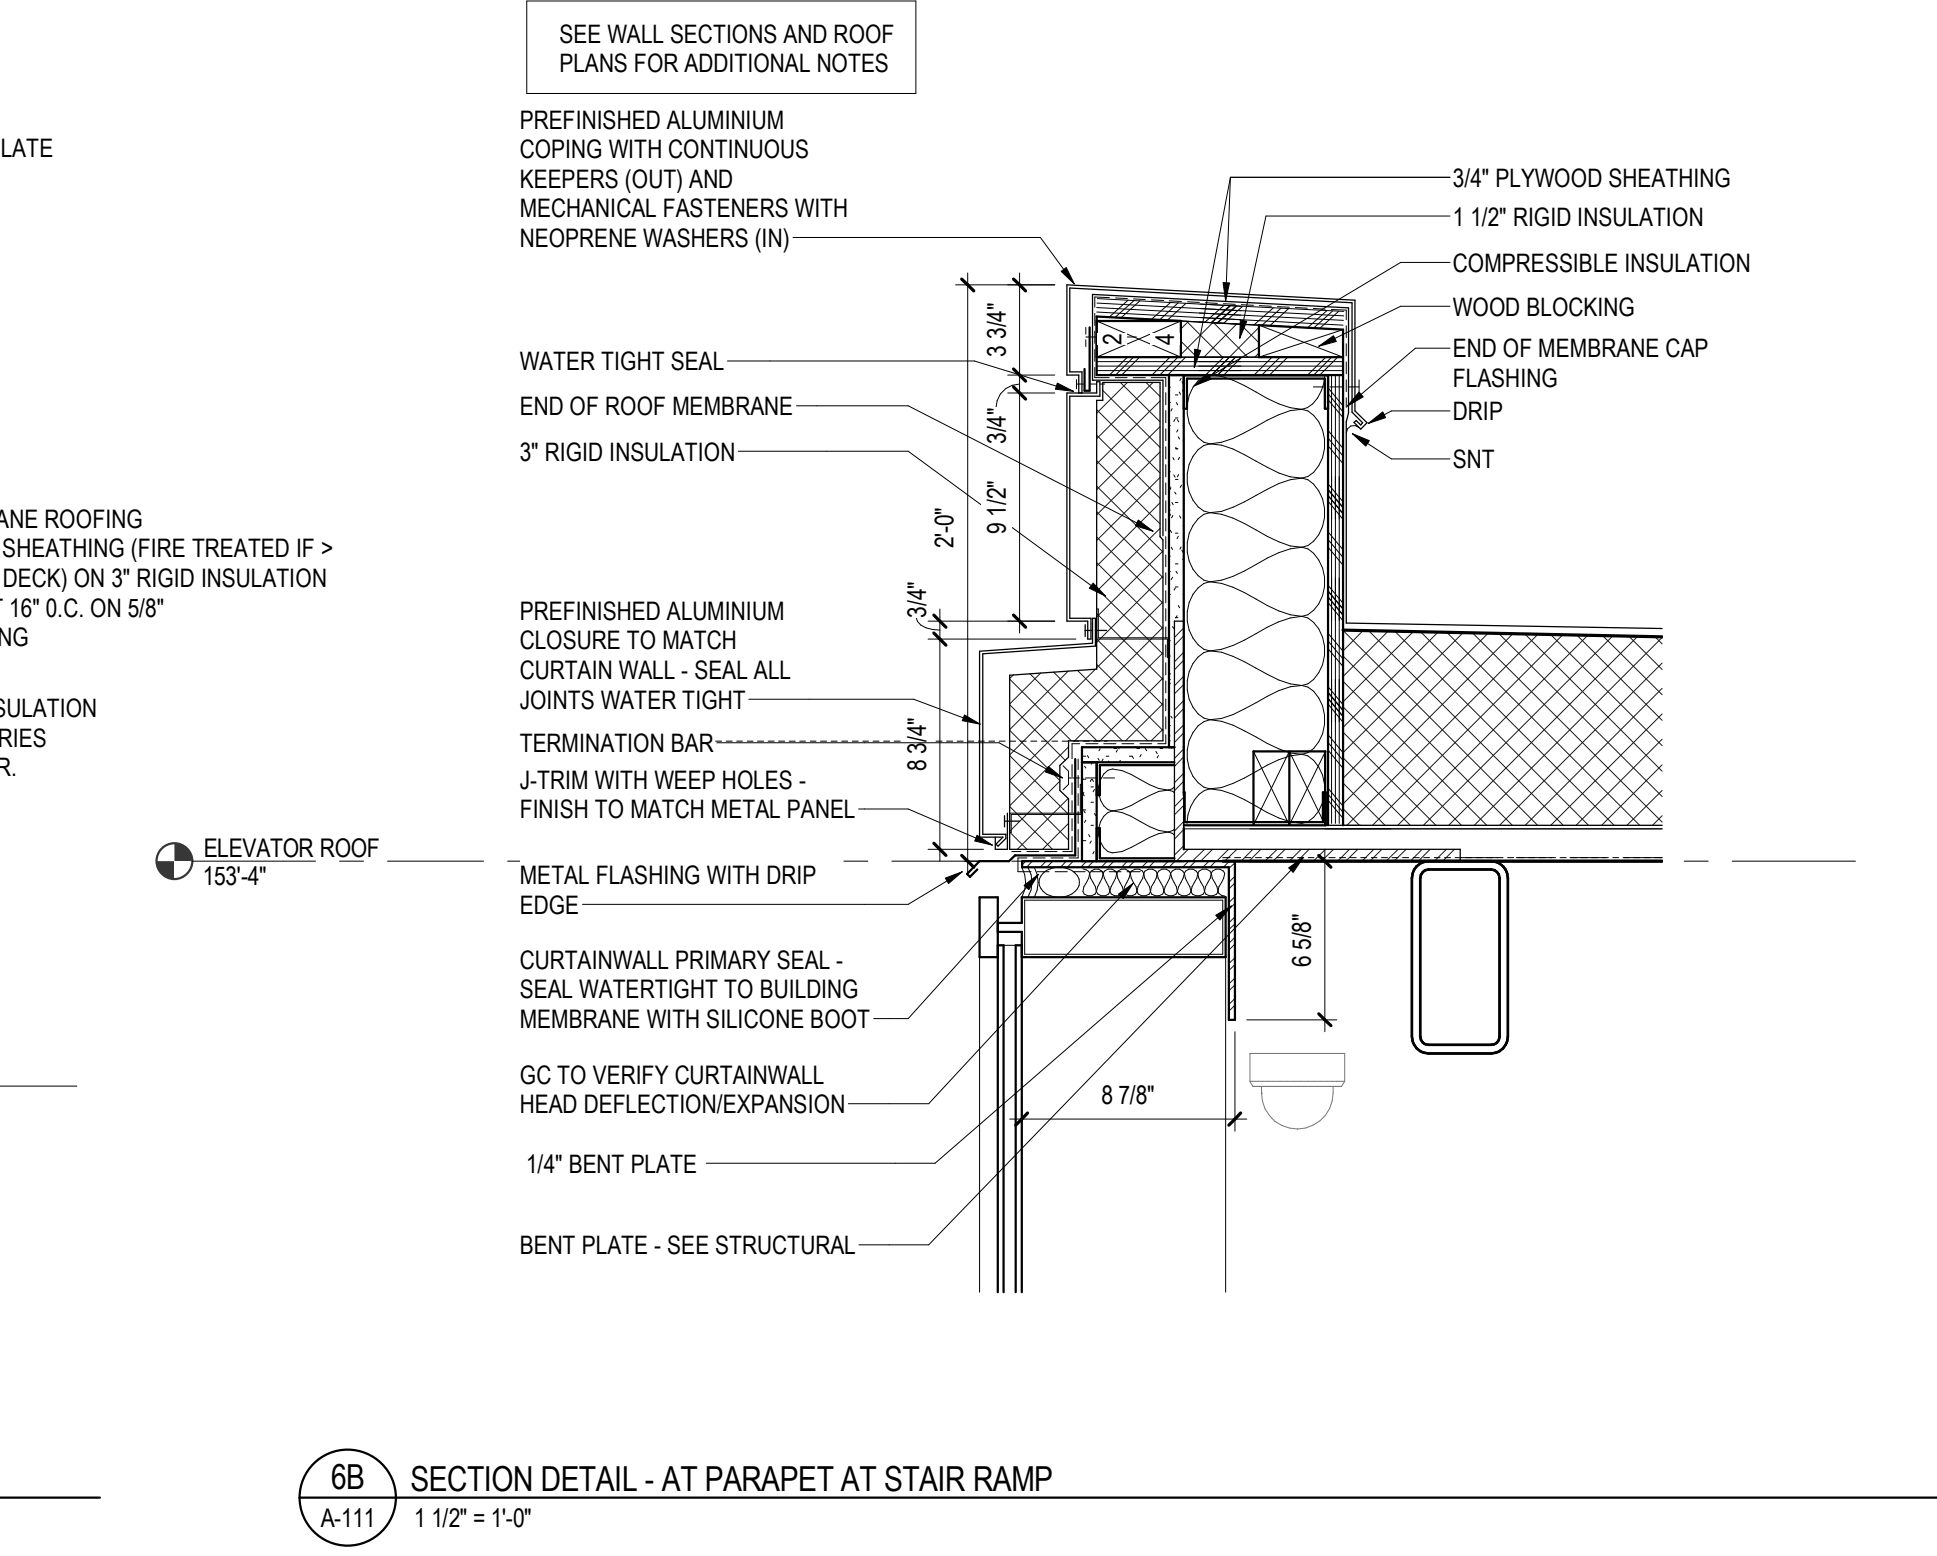 SEE WALL SECTIONS AND ROOF
PLANS FOR ADDITIONAL NOTES
PREFINISHED ALUMINIUM
COPING WITH CONTINUOUS
KEEPERS (OUT) AND
MECHANICAL FASTENERS WITH
NEOPRENE WASHERS (IN)
WATER TIGHT SEAL
END OF ROOF MEMBRANE
3" RIGID INSULATION
PREFINISHED ALUMINIUM
CLOSURE TO MATCH
CURTAIN WALL - SEAL ALL
JOINTS WATER TIGHT
TERMINATION BAR
J-TRIM WITH WEEP HOLES -
FINISH TO MATCH METAL PANEL
METAL FLASHING WITH DRIP
EDGE
CURTAINWALL PRIMARY SEAL -
SEAL WATERTIGHT TO BUILDING
MEMBRANE WITH SILICONE BOOT
GC TO VERIFY CURTAINWALL
HEAD DEFLECTION/EXPANSION
1/4" BENT PLATE
BENT PLATE - SEE STRUCTURAL
3/4" PLYWOOD SHEATHING
1 1/2" RIGID INSULATION
COMPRESSIBLE INSULATION
WOOD BLOCKING
END OF MEMBRANE CAP
FLASHING
DRIP
SNT
3 3/4"
3/4"
9 1/2"
2'-0"
3/4"
8 3/4"
2 4
6 5/8"
8 7/8"
LATE
ANE ROOFING
SHEATHING (FIRE TREATED IF >
DECK) ON 3" RIGID INSULATION
T 16" 0.C. ON 5/8"
NG
SULATION
RIES
R.
ELEVATOR ROOF
153'-4"
6B
A-111
SECTION DETAIL - AT PARAPET AT STAIR RAMP
1 1/2" = 1'-0"